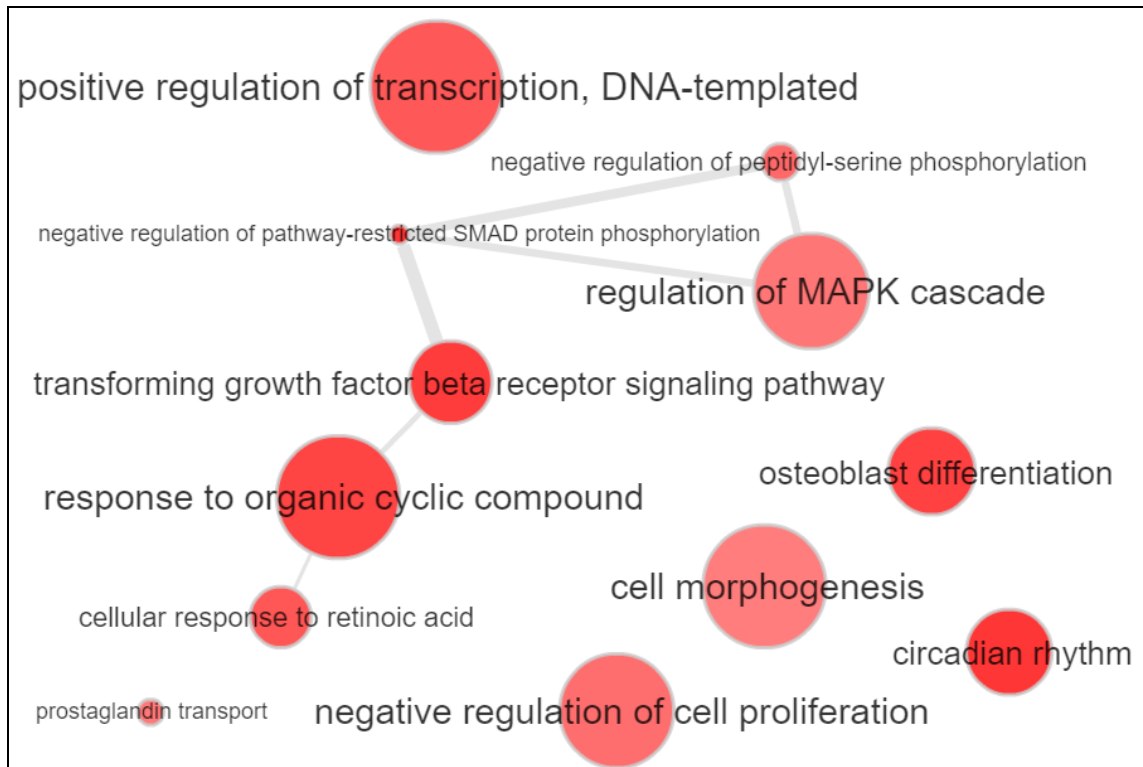 positive regulation of transcription, DNA-templated
negative regulation of peptidyl-serine phosphorylation
negative regulation of pathway-restricted SMAD protein phosphorylation
regulation of MAPK cascade
transforming growth factor beta receptor signaling pathway
osteoblast differentiation
response to organic cyclic compound
cell morphogenesis
cellular response to retinoic acid
circadian rhythm
prostaglandin transport
negative regulation of cell proliferation